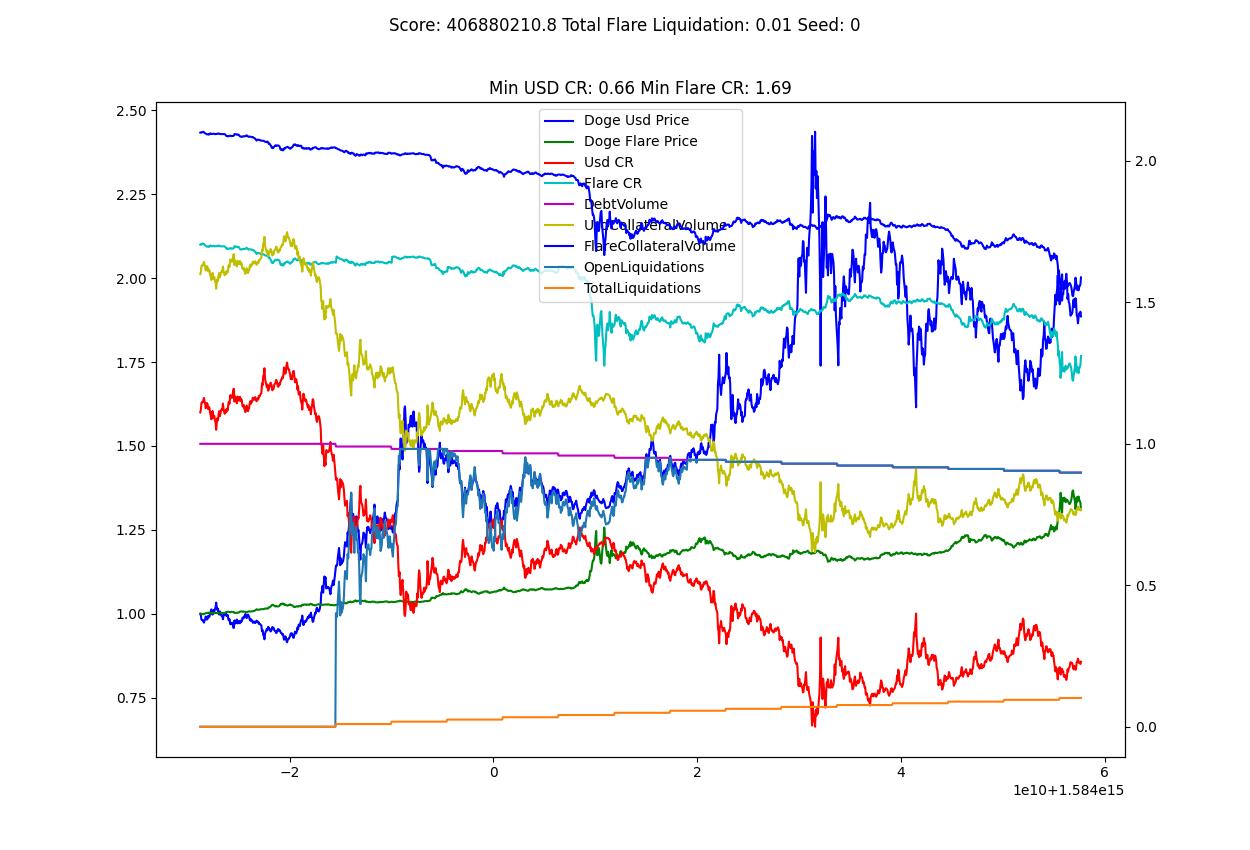 Score: 406880210.8 Total Flare Liquidation: 0.01 Seed: 0
Min USD CR: 0.66 Min Flare CR: 1.69
2.50
2.25
2.00
1.75
1.50
1.25
1.00
0.75
Doge Usd Price
Doge Flare Price
Usd CR
Flare CR
DebtVolume
UsdCollateralVolume
FlareCollateralVolume
OpenLiquidations
TotalLiquidations
2.0
1.5
1.0
0.5
0.0
−2 0 2 4 6
1e10+1.584e15